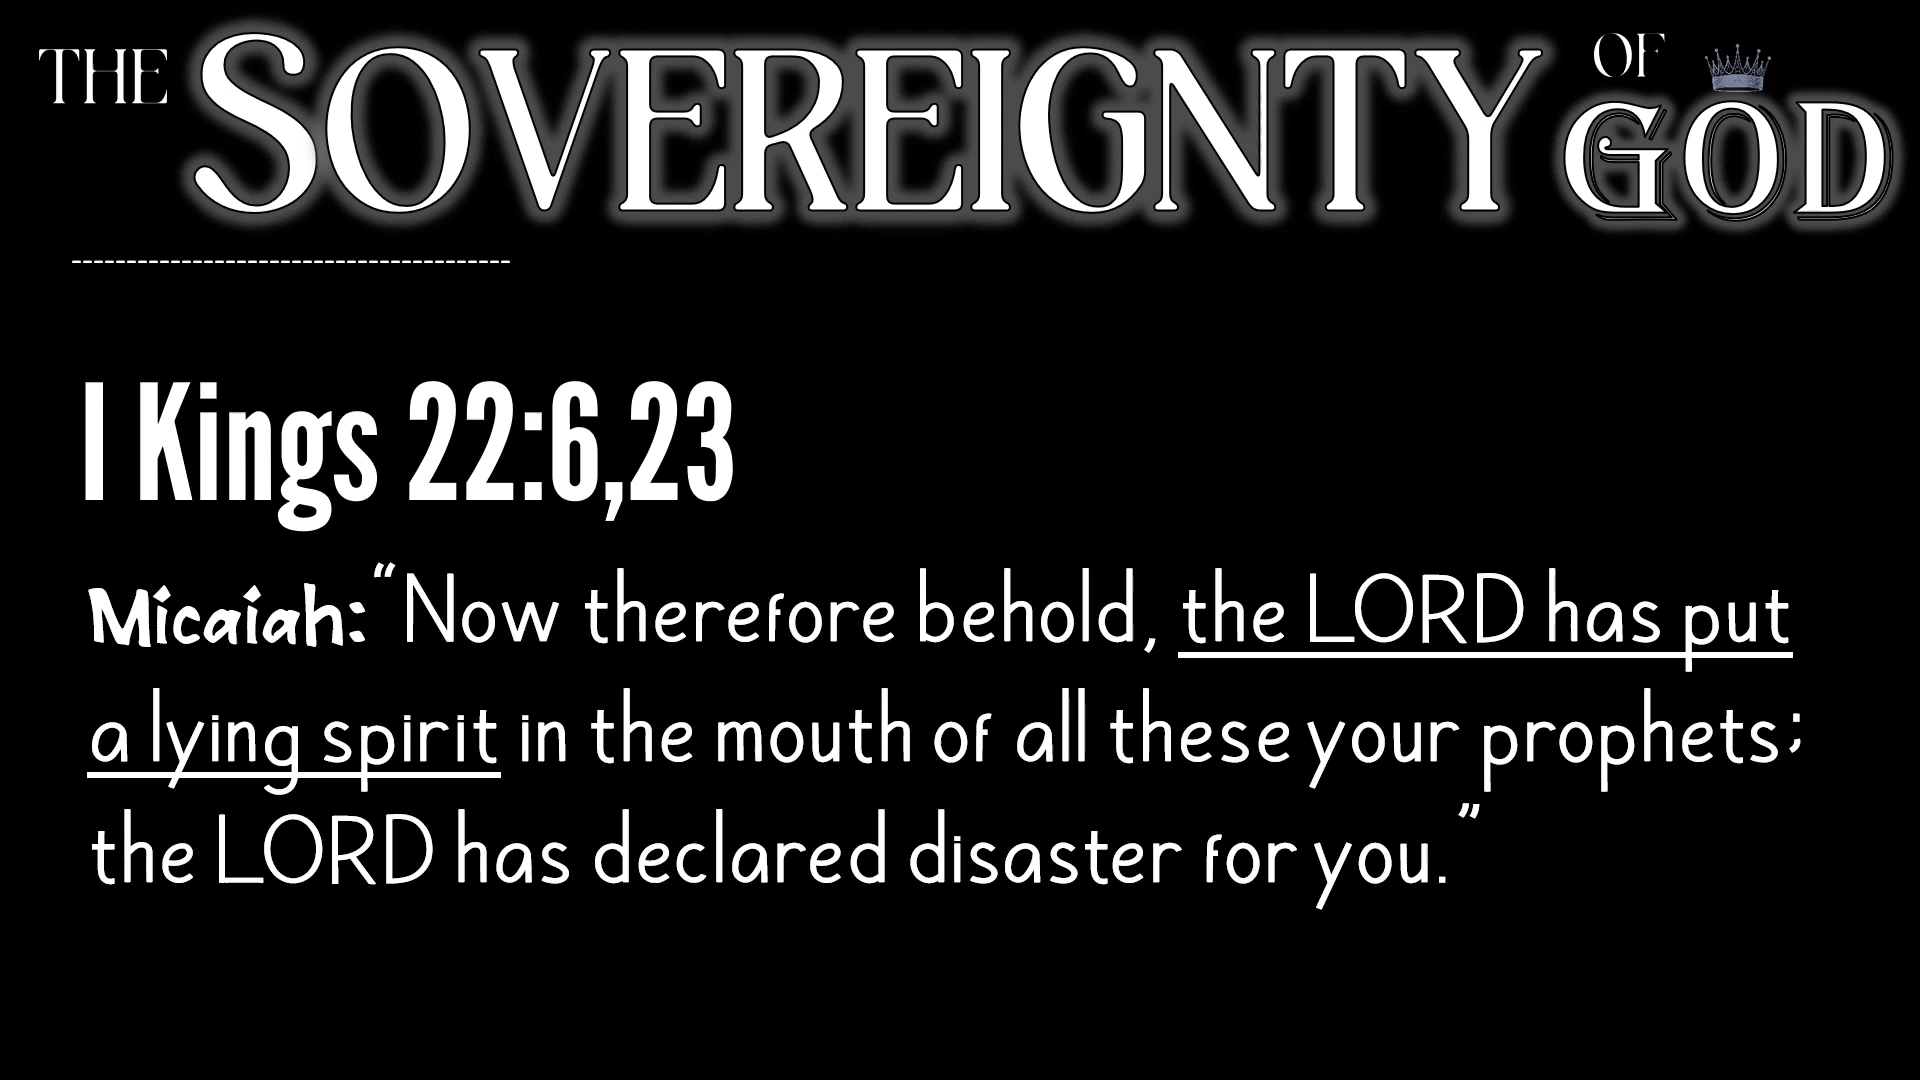 THE SOVEREIGNTY OF GOD
----------------------------------------
I Kings 22:6,23
Micaiah: “Now therefore behold, the LORD has put
a lying spirit in the mouth of all these your prophets;
the LORD has declared disaster for you.”